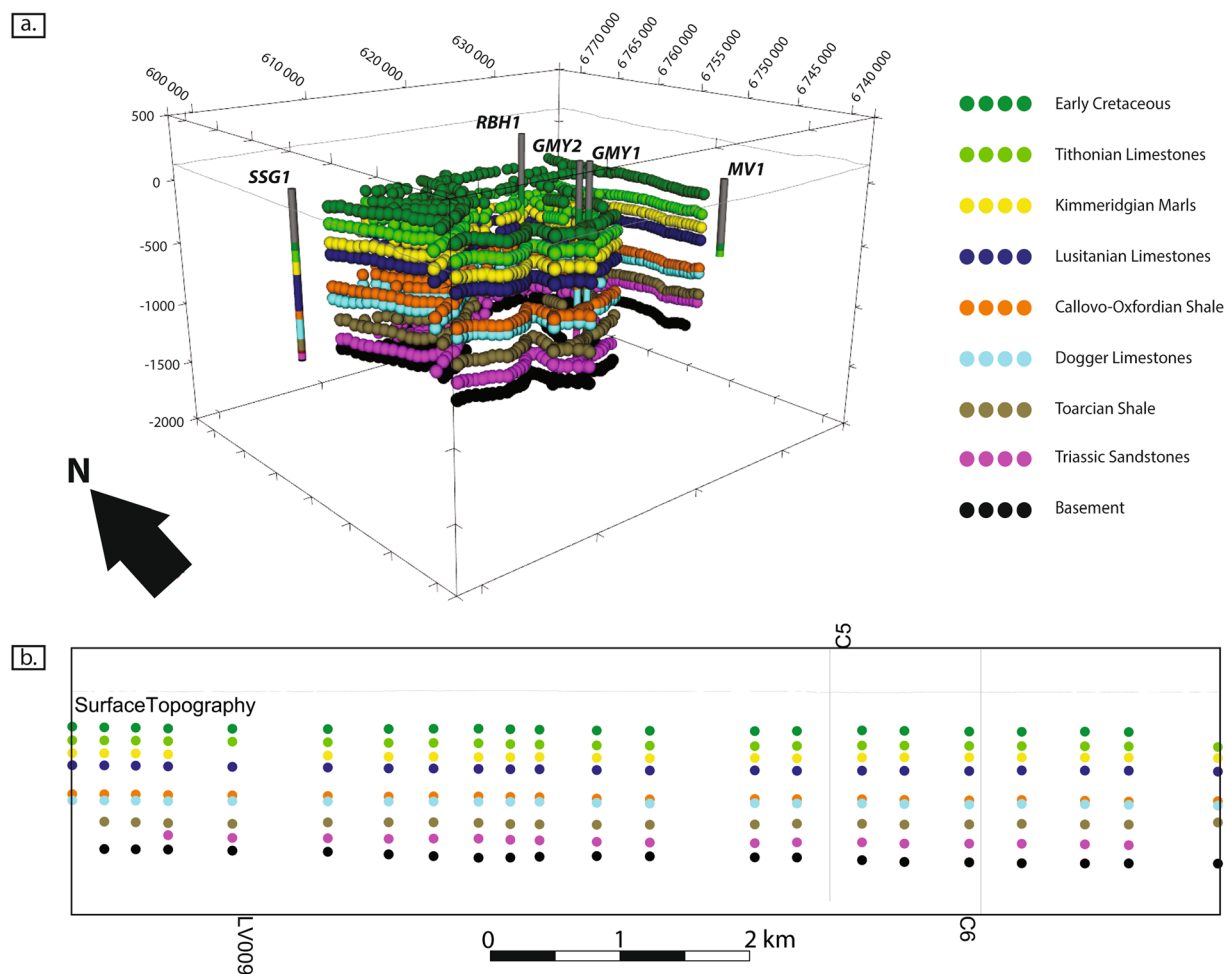 a.
600 000
610 000
620 000
630 000
6 770 000
6 765 000
6 760 000
6 755 000
6 750 000
6 745 000
6 740 000
500
0
-500
-1000
-1500
-2000
SSG1
RBH1
GMY2
GMY1
MV1
N
Early Cretaceous
Tithonian Limestones
Kimmeridgian Marls
Lusitanian Limestones
Callovo-Oxfordian Shale
Dogger Limestones
Toarcian Shale
Triassic Sandstones
Basement
b.
C5
SurfaceTopography
LV009
C6
0 1 2 km